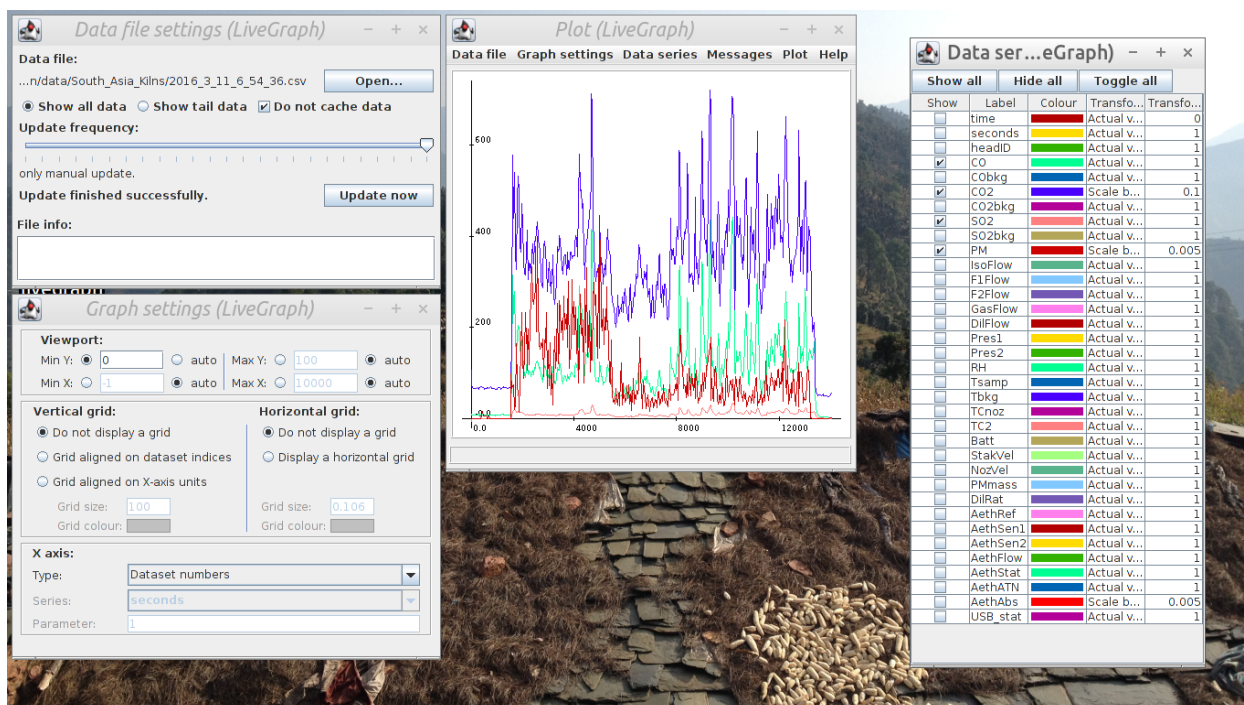 Data file settings (LiveGraph)
Data file:
...n/data/South_Asia_Kilns/2016_3_11_6_54_36.csv
Open...
Show all data
Show tail data
Do not cache data
Update frequency:
only manual update.
Update finished successfully.
Update now
File info:
Graph settings (LiveGraph)
Viewport:
Min Y: 0 auto Max Y: 100 auto
Min X: -1 auto Max X: 10000 auto
Vertical grid:
Do not display a grid
Grid aligned on dataset indices
Grid aligned on X-axis units
Grid size: 100
Grid colour:
Horizontal grid:
Do not display a grid
Display a horizontal grid
Grid size: 0.106
Grid colour:
X axis:
Type: Dataset numbers
Series: seconds
Parameter: 1
Plot (LiveGraph)
Data file Graph settings Data series Messages Plot Help
600
400
200
0.0
0.0 4000 8000 12000
Data ser...eGraph)
Show all Hide all Toggle all
Show Label Colour Transfo... Transfo...
time Actual v... 0
seconds Actual v... 1
headID Actual v... 1
CO Actual v... 1
CObkg Actual v... 1
CO2 Scale b... 0.1
CO2bkg Actual v... 1
SO2 Actual v... 1
SO2bkg Actual v... 1
PM Scale b... 0.005
IsoFlow Actual v... 1
F1Flow Actual v... 1
F2Flow Actual v... 1
GasFlow Actual v... 1
DilFlow Actual v... 1
Pres1 Actual v... 1
Pres2 Actual v... 1
RH Actual v... 1
Tsamp Actual v... 1
Tbkg Actual v... 1
TCnoz Actual v... 1
TC2 Actual v... 1
Batt Actual v... 1
StakVel Actual v... 1
NozVel Actual v... 1
PMmass Actual v... 1
DilRat Actual v... 1
AethRef Actual v... 1
AethSen1 Actual v... 1
AethSen2 Actual v... 1
AethFlow Actual v... 1
AethStat Actual v... 1
AethATN Actual v... 1
AethAbs Scale b... 0.005
USB_stat Actual v... 1